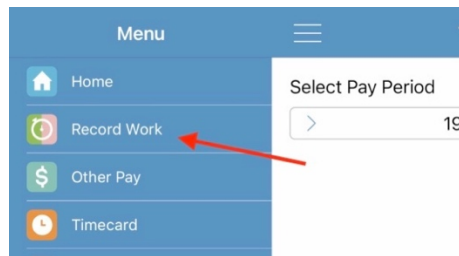 Menu
Home
Record Work
Other Pay
Timecard
Select Pay Period
19